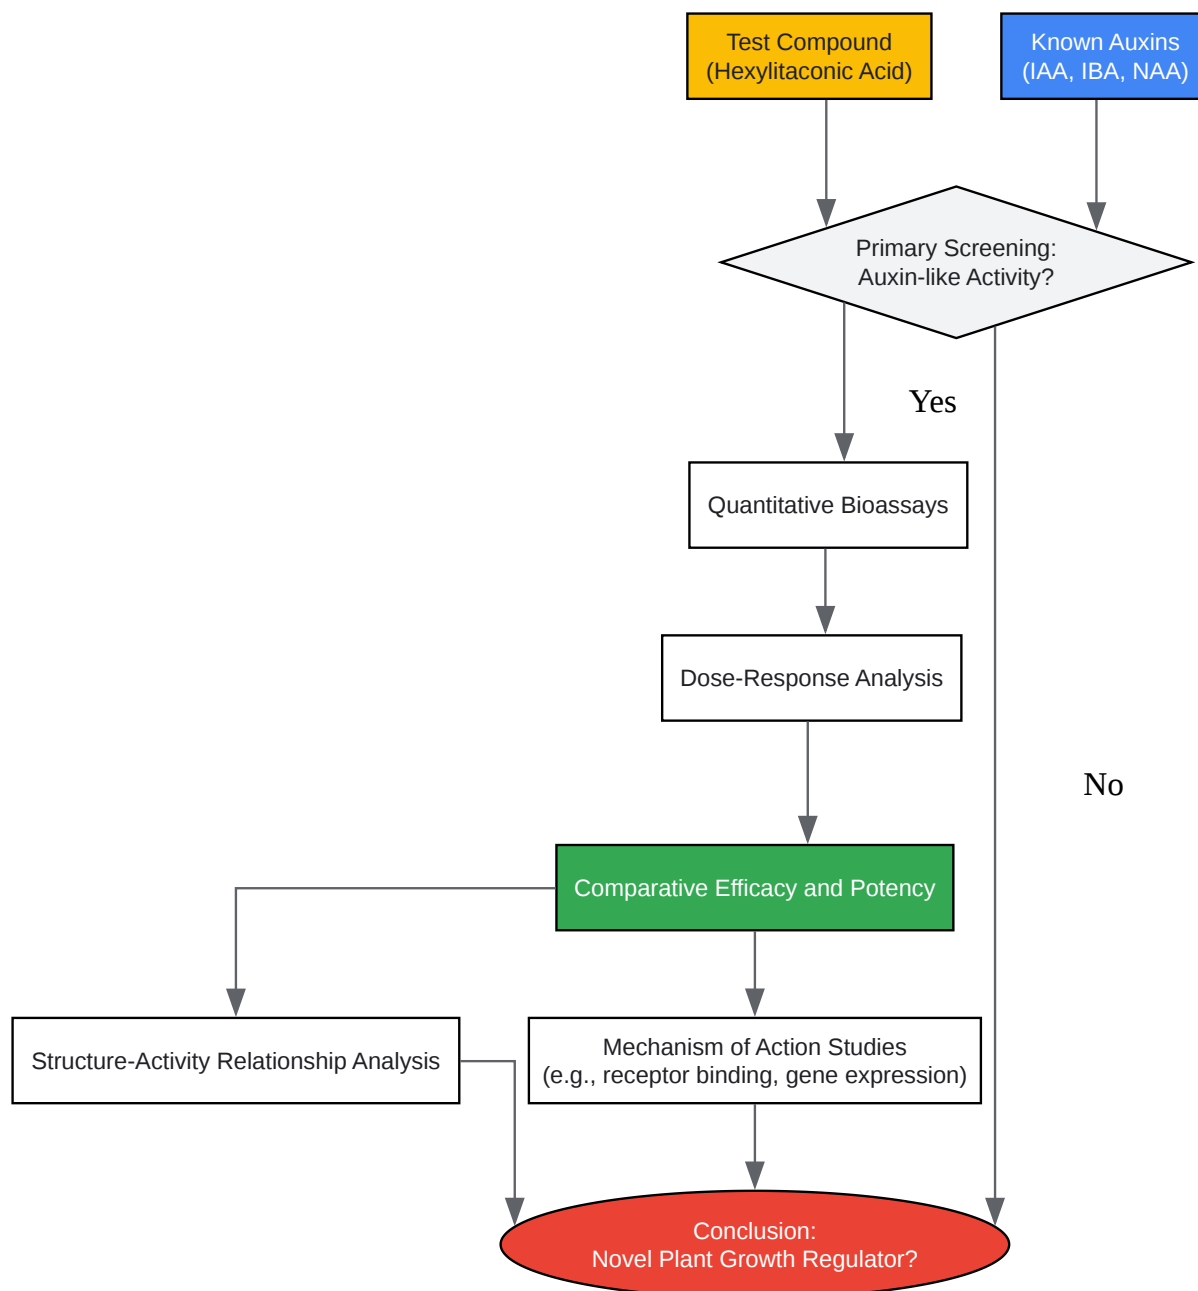 Test Compound
(Hexylitaconic Acid)
Known Auxins
(IAA, IBA, NAA)
Primary Screening:
Auxin-like Activity?
Yes
Quantitative Bioassays
Dose-Response Analysis
No
Comparative Efficacy and Potency
Structure-Activity Relationship Analysis
Mechanism of Action Studies
(e.g., receptor binding, gene expression)
Conclusion:
Novel Plant Growth Regulator?